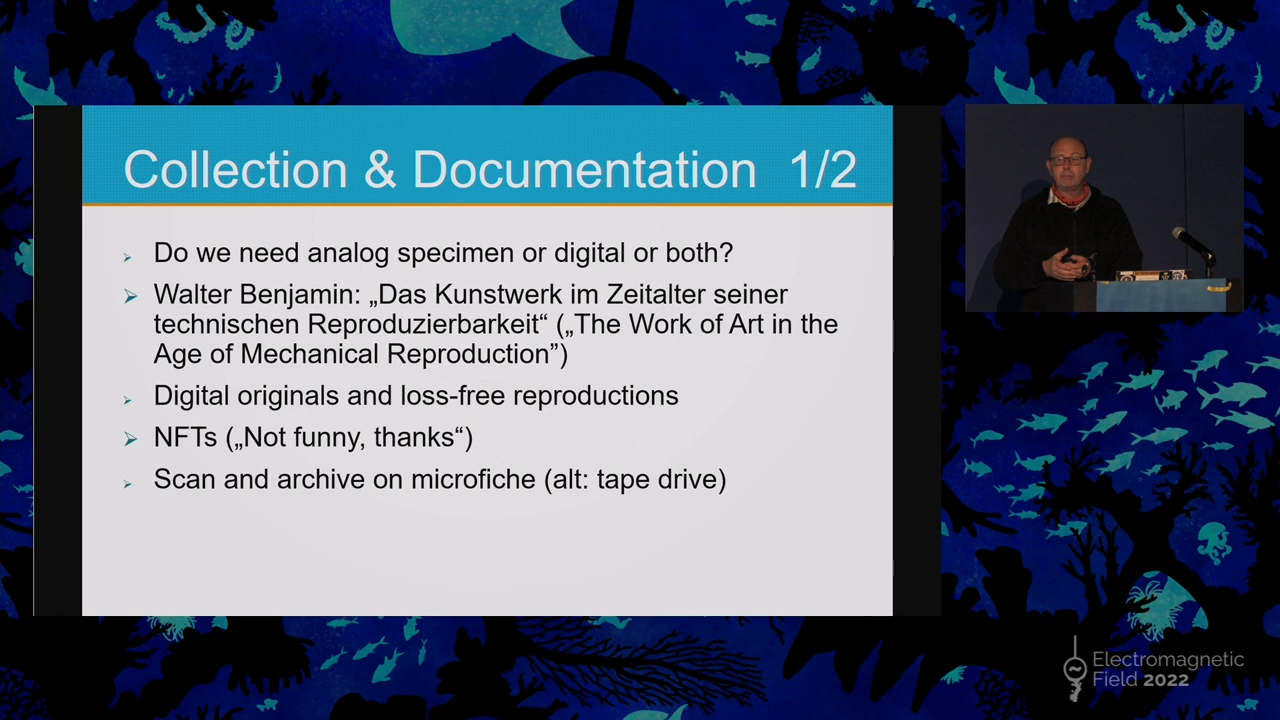 Collection & Documentation 1/2
Do we need analog specimen or digital or both?
Walter Benjamin: „Das Kunstwerk im Zeitalter seiner
technischen Reproduzierbarkeit“ („The Work of Art in the
Age of Mechanical Reproduction”)
Digital originals and loss-free reproductions
NFTs („Not funny, thanks“)
Scan and archive on microfiche (alt: tape drive)
Electromagnetic
Field 2022